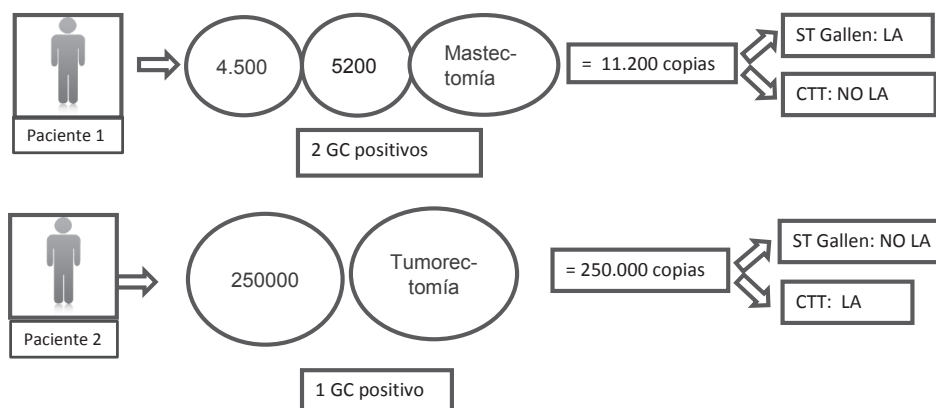 4.500
5200
Mastec-
tomía
= 11.200 copias
ST Gallen: LA
CTT: NO LA
Paciente 1
2 GC positivos
250000
Tumorec-
tomía
= 250.000 copias
ST Gallen: NO LA
CTT: LA
Paciente 2
1 GC positivo